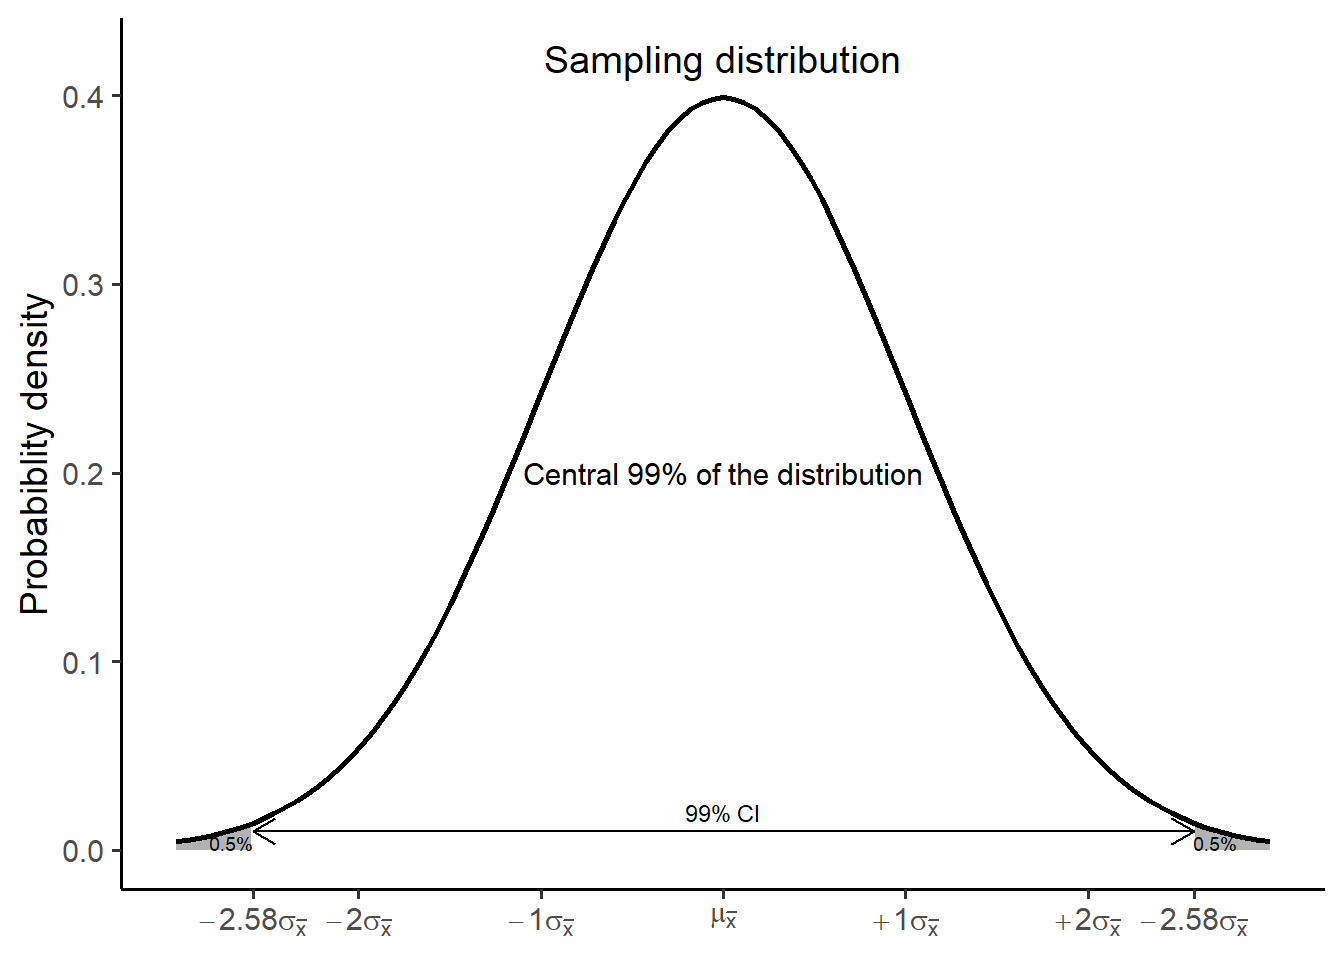 Sampling distribution
0.4
0.3
0.2
0.1
0.0
Probabiblity density
Central 99% of the distribution
99% CI
0.5%
0.5%
−2.58σx̅
−2σx̅
−1σx̅
μx̅
+1σx̅
+2σx̅
−2.58σx̅